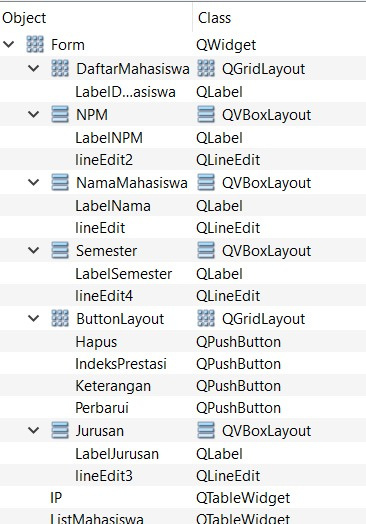 Object Class
Form QWidget
DaftarMahasiswa QGridLayout
LabelD...asiswa QLabel
NPM QVBoxLayout
LabelNPM QLabel
lineEdit2 QLineEdit
NamaMahasiswa QVBoxLayout
LabelNama QLabel
lineEdit QLineEdit
Semester QVBoxLayout
LabelSemester QLabel
lineEdit4 QLineEdit
ButtonLayout QGridLayout
Hapus QPushButton
IndeksPrestasi QPushButton
Keterangan QPushButton
Perbarui QPushButton
Jurusan QVBoxLayout
LabelJurusan QLabel
lineEdit3 QLineEdit
IP QTableWidget
ListMahasiswa QTableWidget